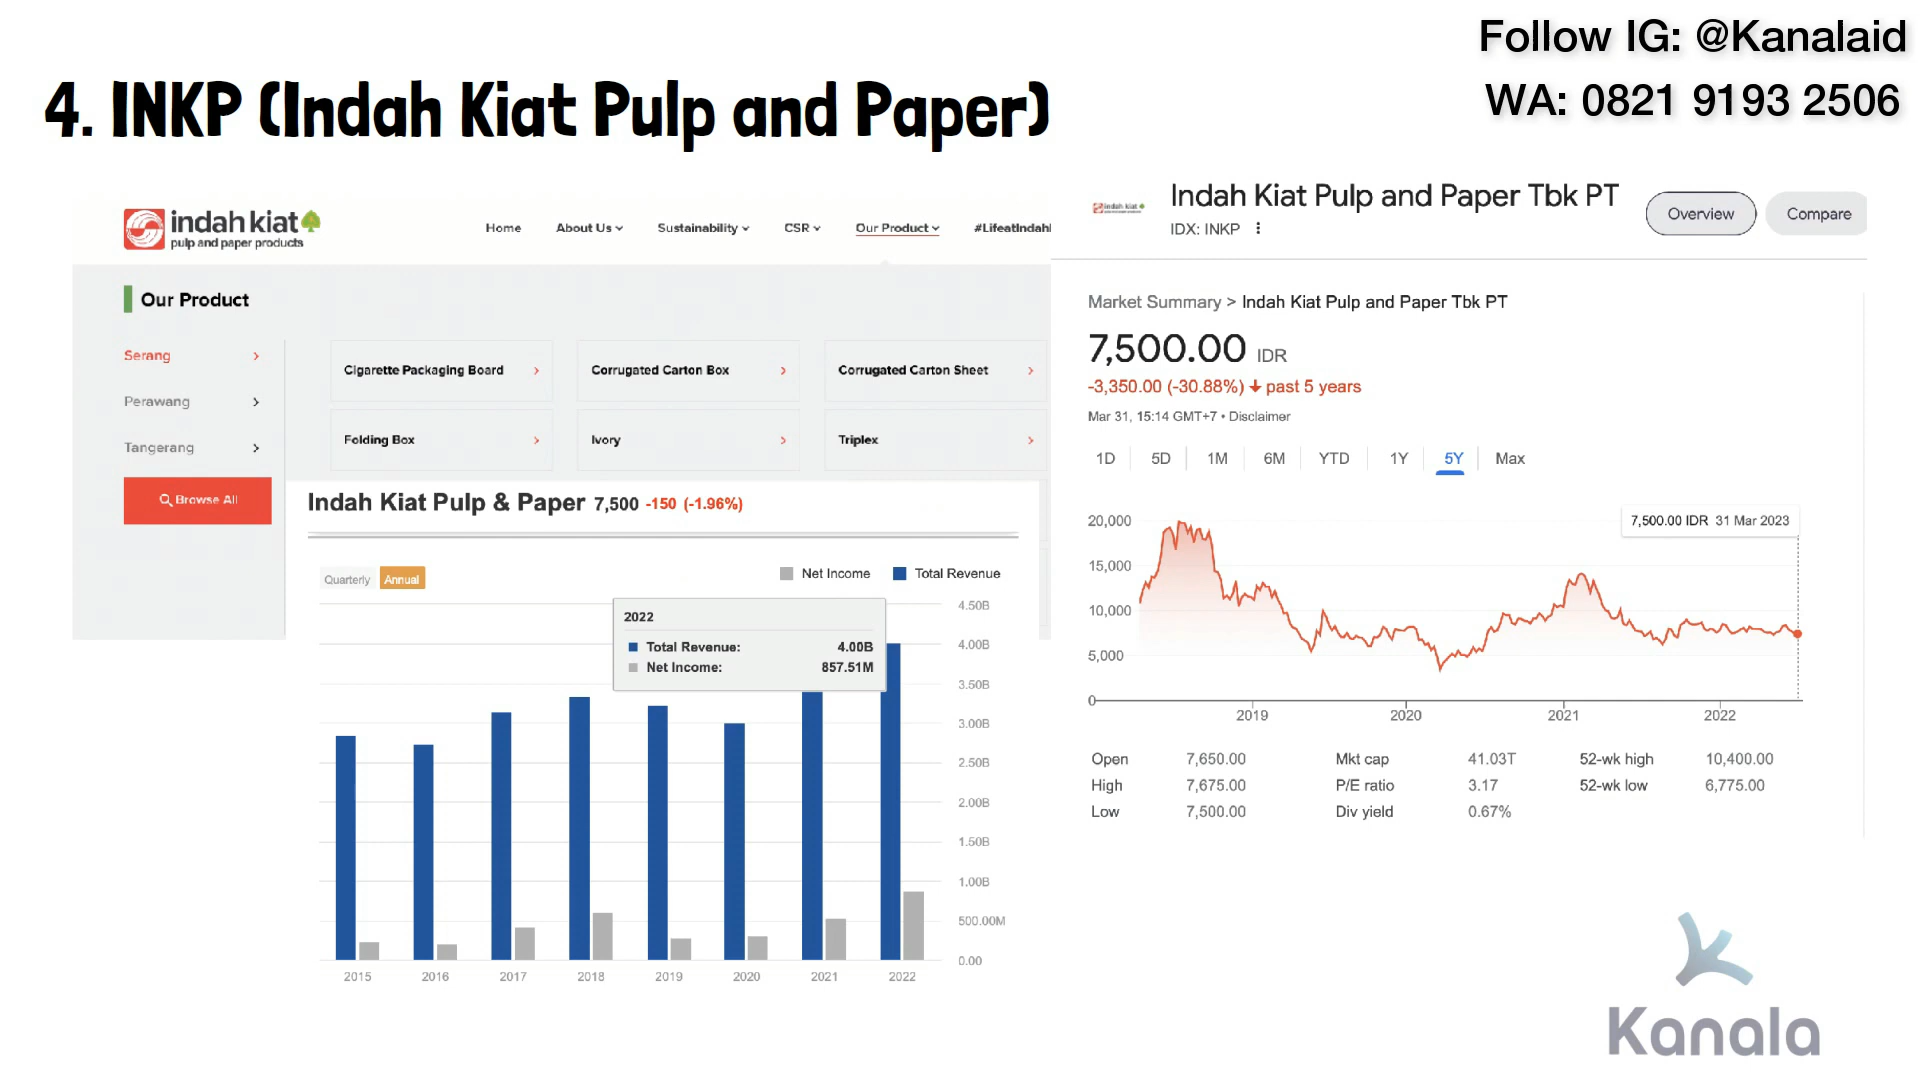 Follow IG: @Kanalaid
WA: 0821 9193 2506
4. INKP (Indah Kiat Pulp and Paper)
indah kiat
pulp and paper products
Home About Us Sustainability CSR Our Product #LifeatIndahl
Our Product
Serang
Perawang
Tangerang
Browse All
Cigarette Packaging Board Corrugated Carton Box Corrugated Carton Sheet
Folding Box Ivory Triplex
Indah Kiat Pulp & Paper 7,500 -150 (-1.96%)
Quarterly Annual
Net Income Total Revenue
2022
Total Revenue: 4.00B
Net Income: 857.51M
4.50B
4.00B
3.50B
3.00B
2.50B
2.00B
1.50B
1.00B
500.00M
0.00
2015 2016 2017 2018 2019 2020 2021 2022
indah kiat
Indah Kiat Pulp and Paper Tbk PT
IDX: INKP
Overview Compare
Market Summary > Indah Kiat Pulp and Paper Tbk PT
7,500.00 IDR
-3,350.00 (-30.88%) ↓ past 5 years
Mar 31, 15:14 GMT+7 • Disclaimer
1D 5D 1M 6M YTD 1Y 5Y Max
7,500.00 IDR 31 Mar 2023
20,000
15,000
10,000
5,000
0
2019 2020 2021 2022
Open 7,650.00 Mkt cap 41.03T 52-wk high 10,400.00
High 7,675.00 P/E ratio 3.17 52-wk low 6,775.00
Low 7,500.00 Div yield 0.67%
Kanala